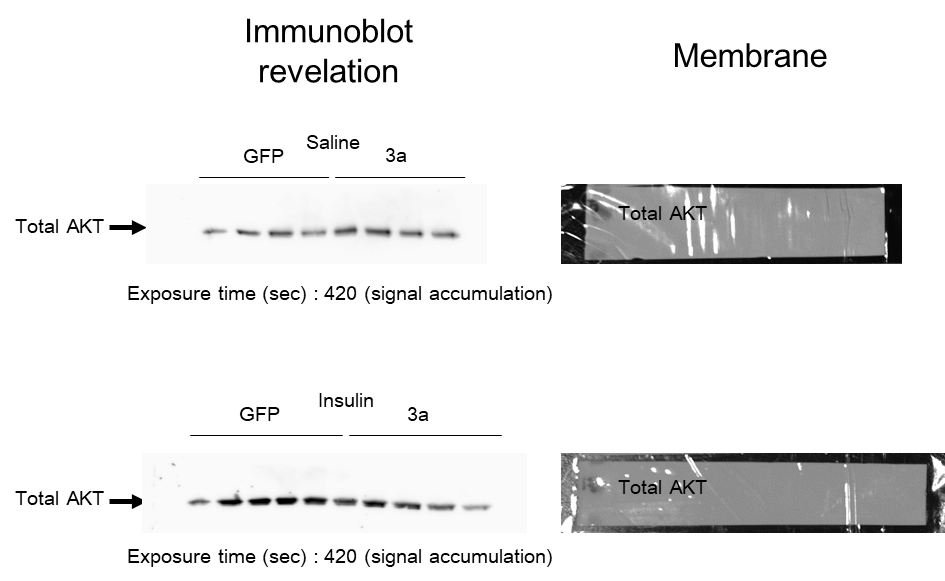 Immunoblot
revelation
Membrane
Saline
GFP
3a
Total AKT
Total AKT
Exposure time (sec) : 420 (signal accumulation)
Insulin
GFP
3a
Total AKT
Total AKT
Exposure time (sec) : 420 (signal accumulation)